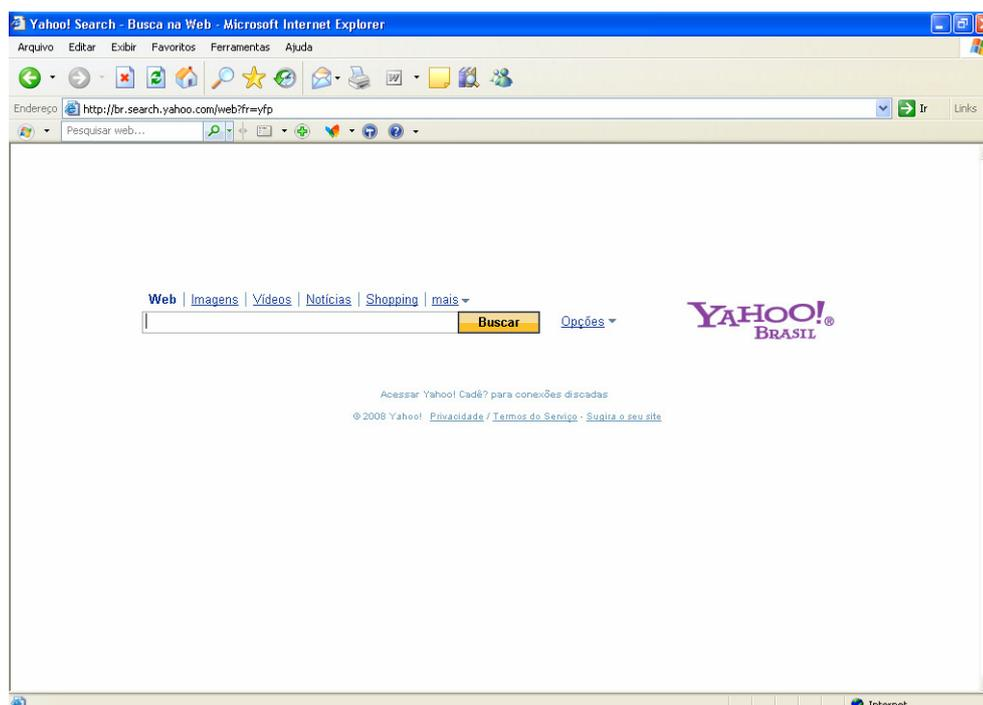 Yahoo! Search - Busca na Web - Microsoft Internet Explorer
Arquivo Editar Exibir Favoritos Ferramentas Ajuda
Endereço http://br.search.yahoo.com/web?fr=yfp Ir Links
Pesquisar web...
Web | Imagens | Vídeos | Notícias | Shopping | mais
Buscar Opções
YAHOO!®
BRASIL
Acessar Yahoo! Cadê? para conexões discadas
© 2008 Yahoo! Privacidade / Termos do Serviço - Sugira o seu site
Internet